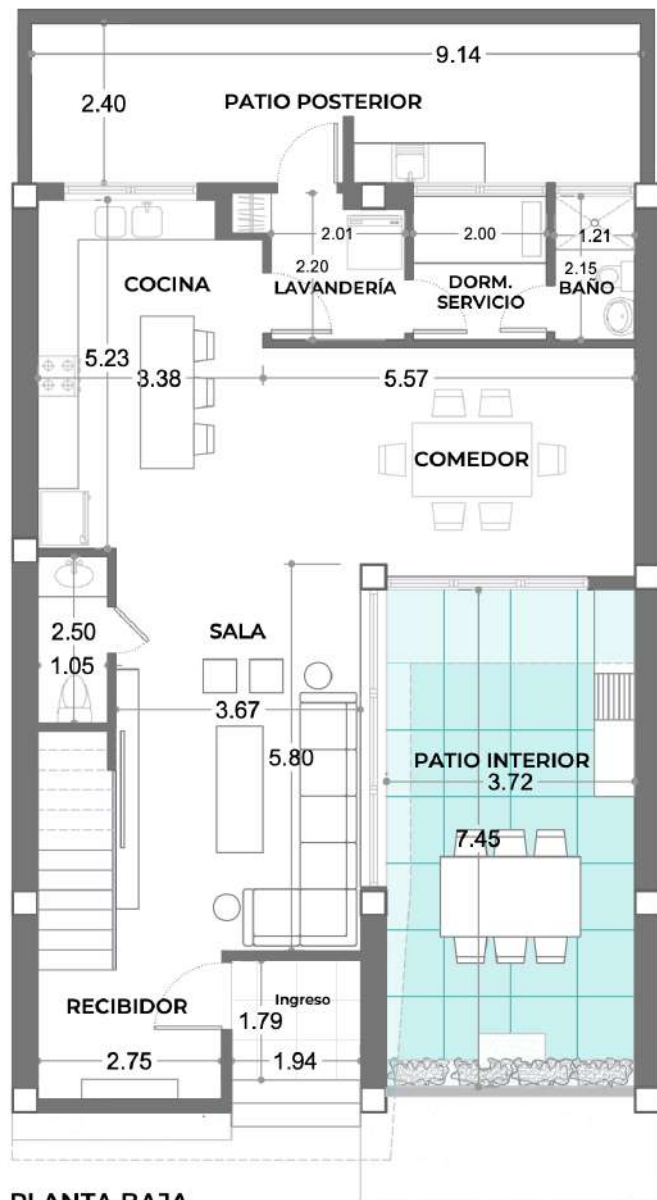 9.14
2.40
PATIO POSTERIOR
2.01
2.00
1.21
2.20
2.15
COCINA
LAVANDERÍA
DORM.
SERVICIO
BAÑO
5.23
3.38
5.57
COMEDOR
2.50
SALA
1.05
3.67
5.80
PATIO INTERIOR
3.72
7.45
RECIBIDOR
Ingreso
1.79
2.75
1.94
PLANTA BAJA